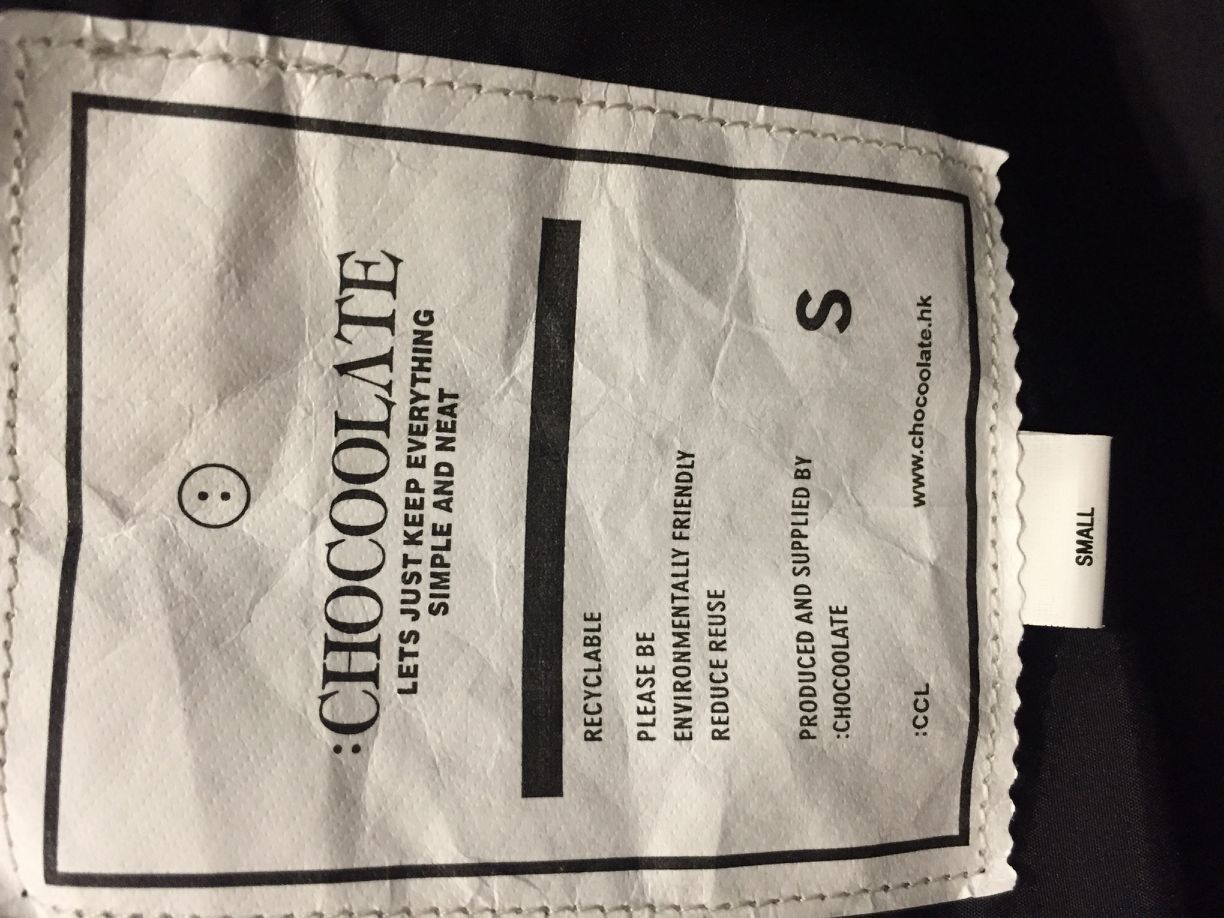 :CHOCOOLATE
LETS JUST KEEP EVERYTHING
SIMPLE AND NEAT
RECYCLABLE
PLEASE BE
ENVIRONMENTALLY FRIENDLY
REDUCE REUSE
PRODUCED AND SUPPLIED BY
:CHOCOOLATE
S
:CCL
www.chocoolate.hk
SMALL